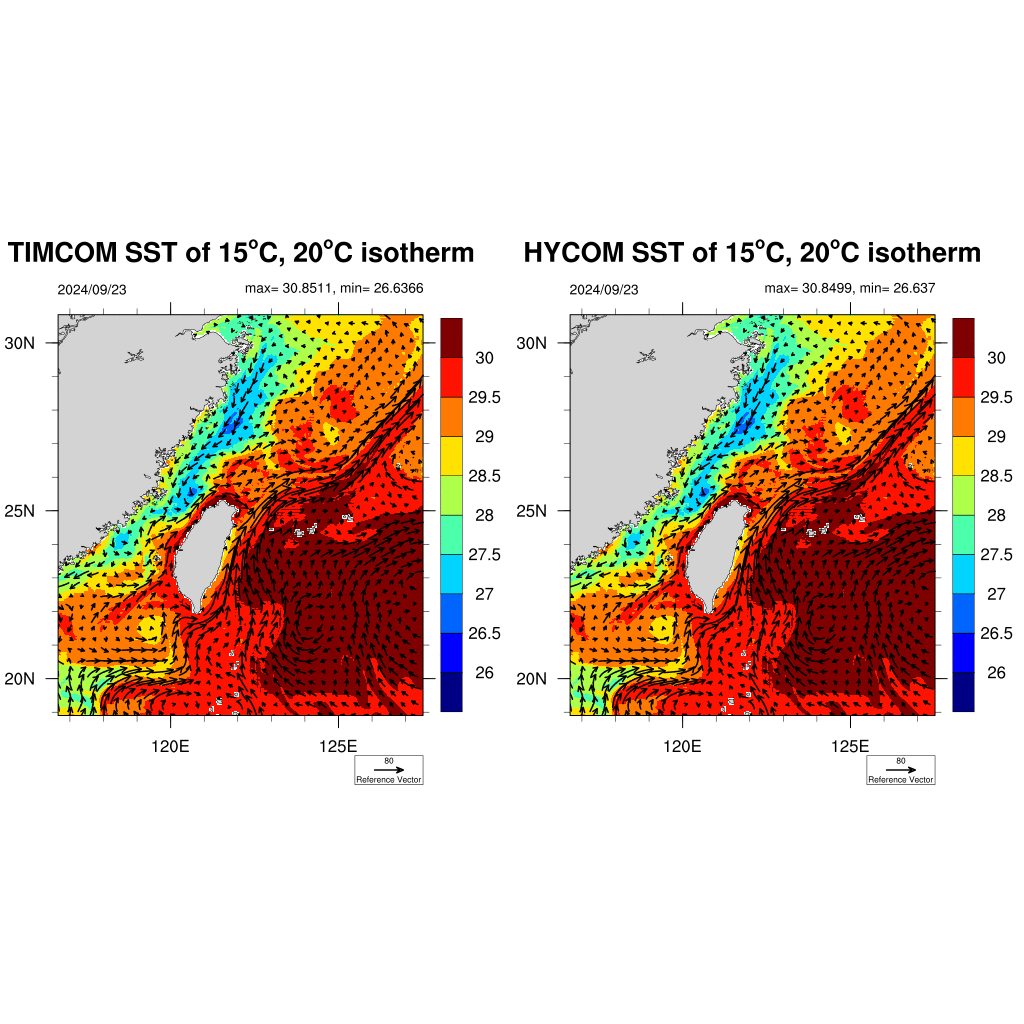 TIMCOM SST of 15°C, 20°C isotherm
2024/09/23
max= 30.8511, min= 26.6366
30N
25N
20N
120E
125E
30
29.5
29
28.5
28
27.5
27
26.5
26
80
Reference Vector
HYCOM SST of 15°C, 20°C isotherm
2024/09/23
max= 30.8499, min= 26.637
30N
25N
20N
120E
125E
30
29.5
29
28.5
28
27.5
27
26.5
26
80
Reference Vector